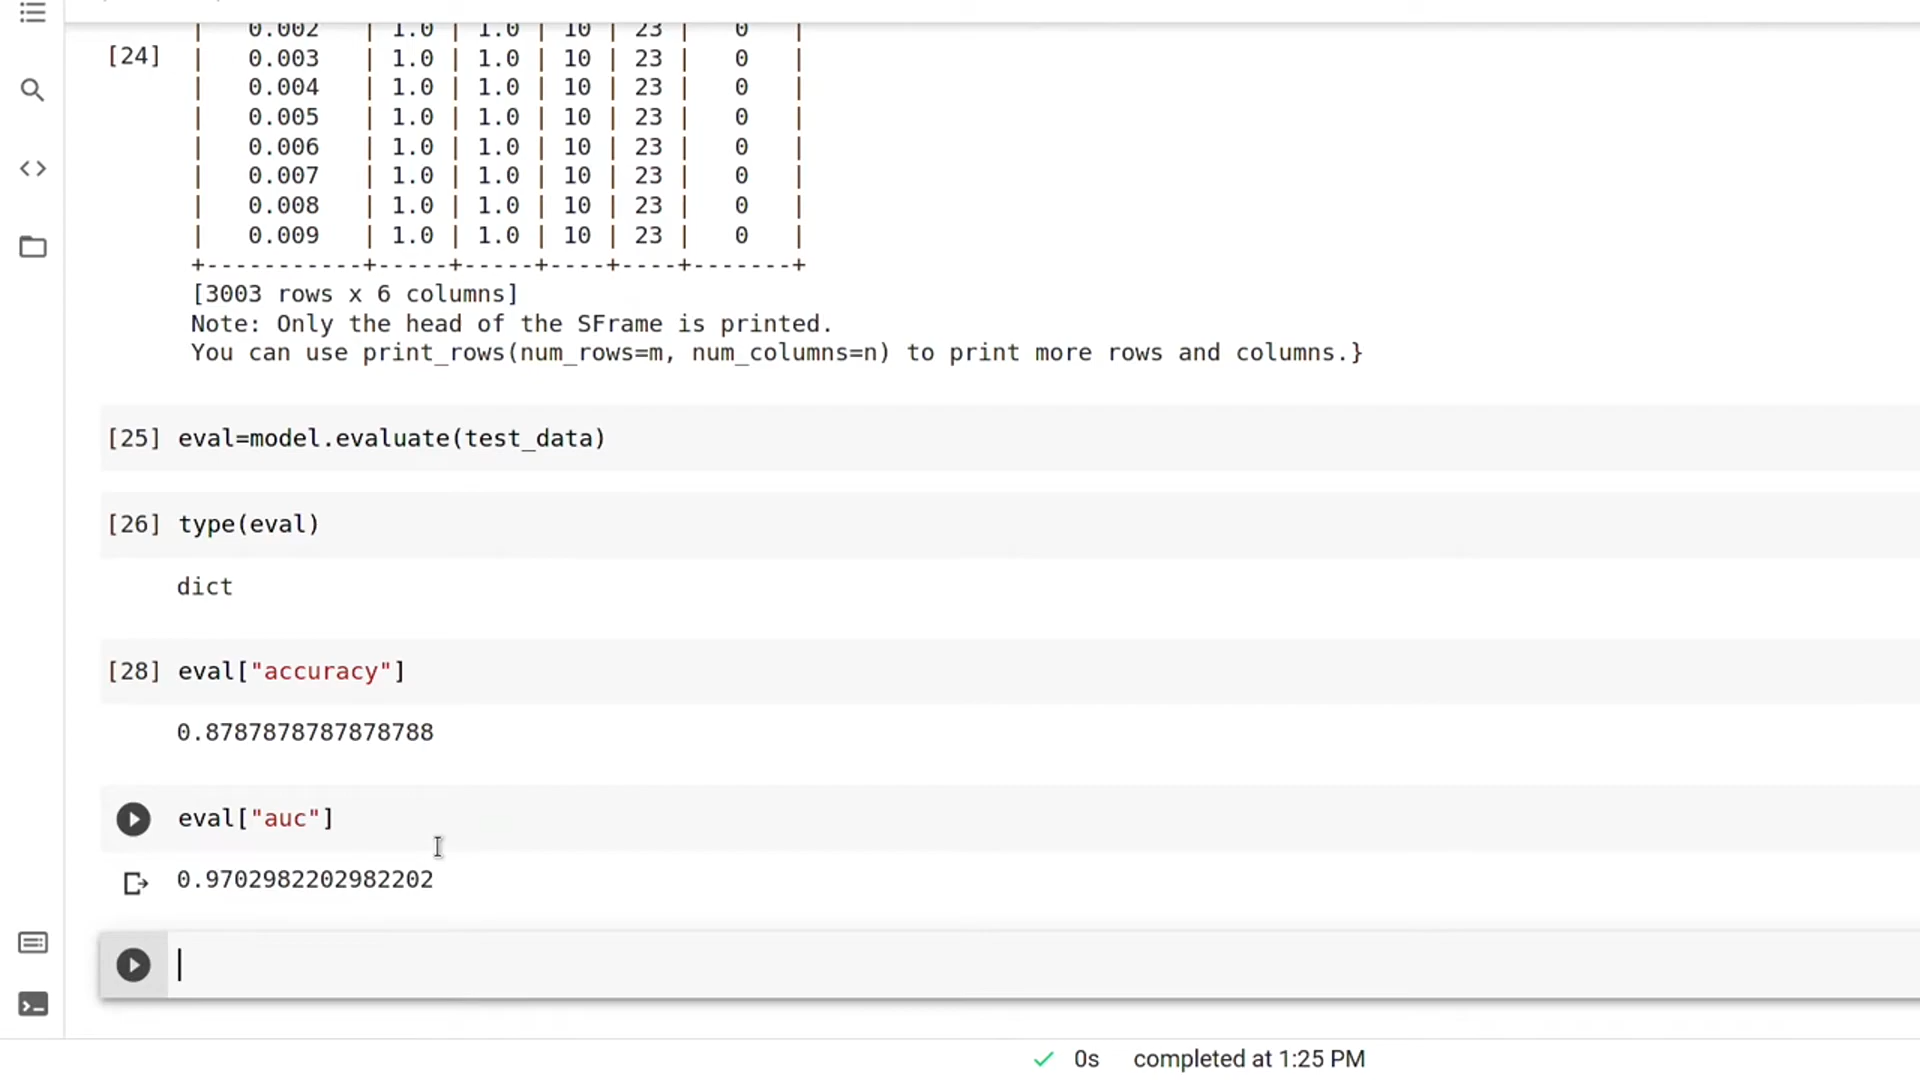 | 0.002 | 1.0 | 1.0 | 10 | 23 | 0 |
[24] | 0.003 | 1.0 | 1.0 | 10 | 23 | 0 |
| 0.004 | 1.0 | 1.0 | 10 | 23 | 0 |
| 0.005 | 1.0 | 1.0 | 10 | 23 | 0 |
| 0.006 | 1.0 | 1.0 | 10 | 23 | 0 |
| 0.007 | 1.0 | 1.0 | 10 | 23 | 0 |
| 0.008 | 1.0 | 1.0 | 10 | 23 | 0 |
| 0.009 | 1.0 | 1.0 | 10 | 23 | 0 |
+-----------+-----+-----+----+----+-------+
[3003 rows x 6 columns]
Note: Only the head of the SFrame is printed.
You can use print_rows(num_rows=m, num_columns=n) to print more rows and columns.}
[25] eval=model.evaluate(test_data)
[26] type(eval)
dict
[28] eval["accuracy"]
0.8787878787878788
eval["auc"]
0.9702982202982202
0s completed at 1:25 PM